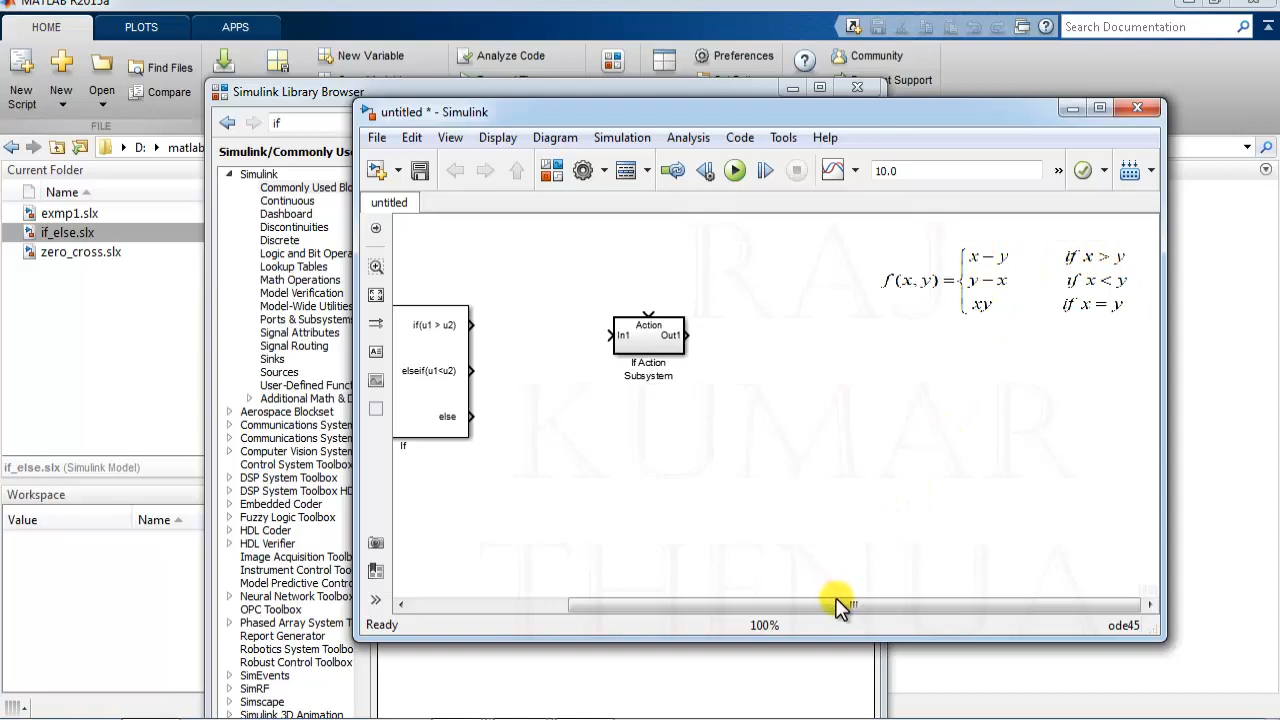 MATLAB R2015a
HOME
PLOTS
APPS
Search Documentation
New Script
New
Open
Find Files
Compare
New Variable
Analyze Code
Preferences
Community
Support
FILE
D:
matlab
Simulink Library Browser
if
Simulink/Commonly Use
Current Folder
Name
exmp1.slx
if_else.slx
zero_cross.slx
if_else.slx (Simulink Model)
Workspace
Value
Name
Simulink
Commonly Used Blo
Continuous
Dashboard
Discontinuities
Discrete
Logic and Bit Opera
Lookup Tables
Math Operations
Model Verification
Model-Wide Utilities
Ports & Subsystems
Signal Attributes
Signal Routing
Sinks
Sources
User-Defined Funct
Additional Math & D
Aerospace Blockset
Communications System
Communications System
Computer Vision System
Control System Toolbox
DSP System Toolbox
DSP System Toolbox HD
Embedded Coder
Fuzzy Logic Toolbox
HDL Coder
HDL Verifier
Image Acquisition Toolb
Instrument Control Too
Model Predictive Contro
Neural Network Toolbox
OPC Toolbox
Phased Array System T
Report Generator
Robotics System Toolbo
Robust Control Toolbox
SimEvents
SimRF
Simscape
Simulink 3D Animation
untitled * - Simulink
File Edit View Display Diagram Simulation Analysis Code Tools Help
10.0
untitled
if(u1 > u2)
elseif(u1<u2)
else
If
Action
In1 Out1
If Action
Subsystem
f(x, y) = { x − y if x > y
y − x if x < y
xy if x = y
RAJ
KUMAR
THENUA
Ready
100%
ode45